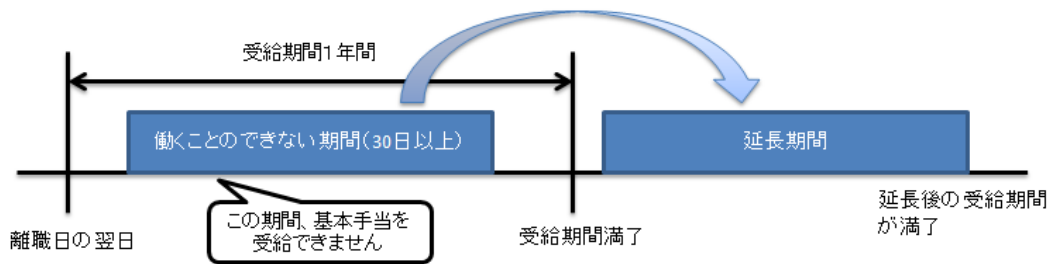 受給期間1年間
働くことのできない期間(30日以上)
延長期間
この期間、基本手当を
受給できません
離職日の翌日
受給期間満了
延長後の受給期間
が満了